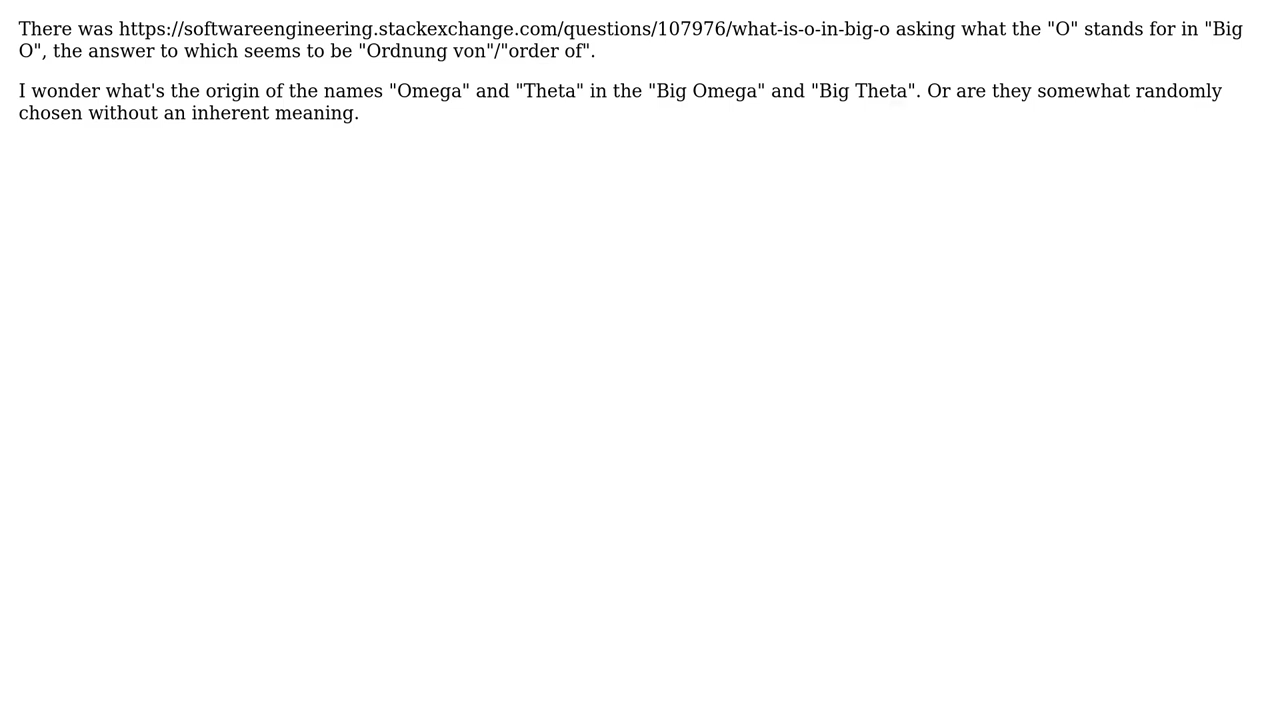 There was https://softwareengineering.stackexchange.com/questions/107976/what-is-o-in-big-o asking what the "O" stands for in "Big
O", the answer to which seems to be "Ordnung von"/"order of".
I wonder what's the origin of the names "Omega" and "Theta" in the "Big Omega" and "Big Theta". Or are they somewhat randomly
chosen without an inherent meaning.